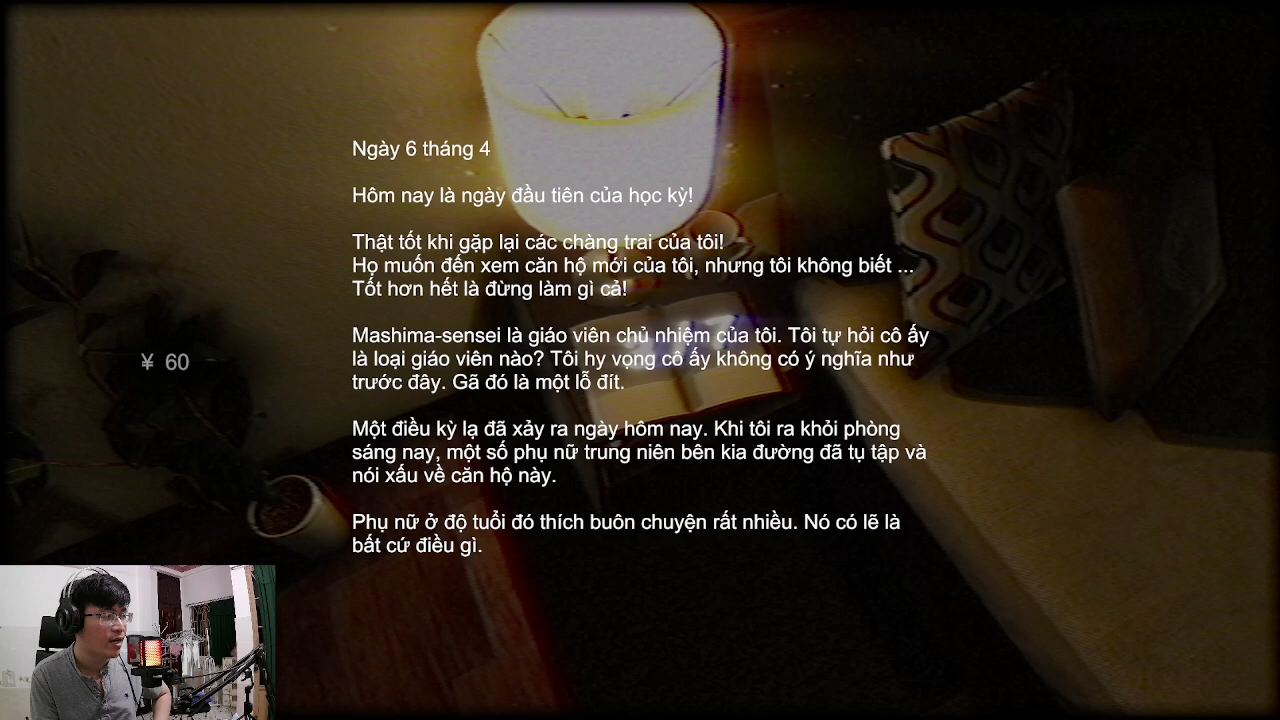 Ngày 6 tháng 4
Hôm nay là ngày đầu tiên của học kỳ!
Thật tốt khi gặp lại các chàng trai của tôi!
Họ muốn đến xem căn hộ mới của tôi, nhưng tôi không biết ...
Tốt hơn hết là đừng làm gì cả!
Mashima-sensei là giáo viên chủ nhiệm của tôi. Tôi tự hỏi cô ấy
là loại giáo viên nào? Tôi hy vọng cô ấy không có ý nghĩa như
trước đây. Gã đó là một lỗ đít.
¥ 60
Một điều kỳ lạ đã xảy ra ngày hôm nay. Khi tôi ra khỏi phòng
sáng nay, một số phụ nữ trung niên bên kia đường đã tụ tập và
nói xấu về căn hộ này.
Phụ nữ ở độ tuổi đó thích buôn chuyện rất nhiều. Nó có lẽ là
bất cứ điều gì.